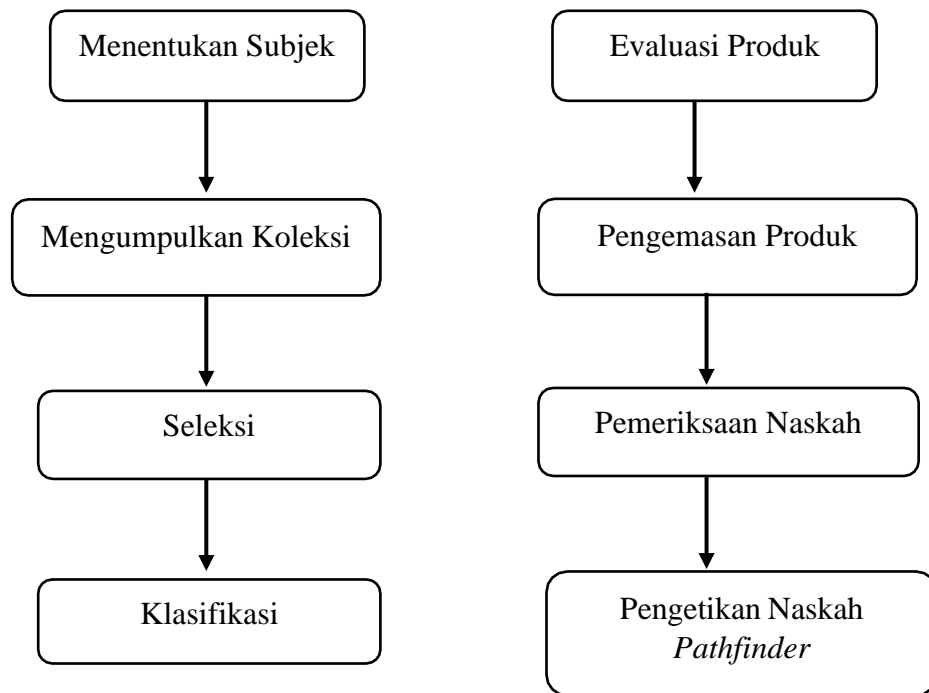 Menentukan Subjek
Mengumpulkan Koleksi
Seleksi
Klasifikasi
Evaluasi Produk
Pengemasan Produk
Pemeriksaan Naskah
Pengetikan Naskah
Pathfinder